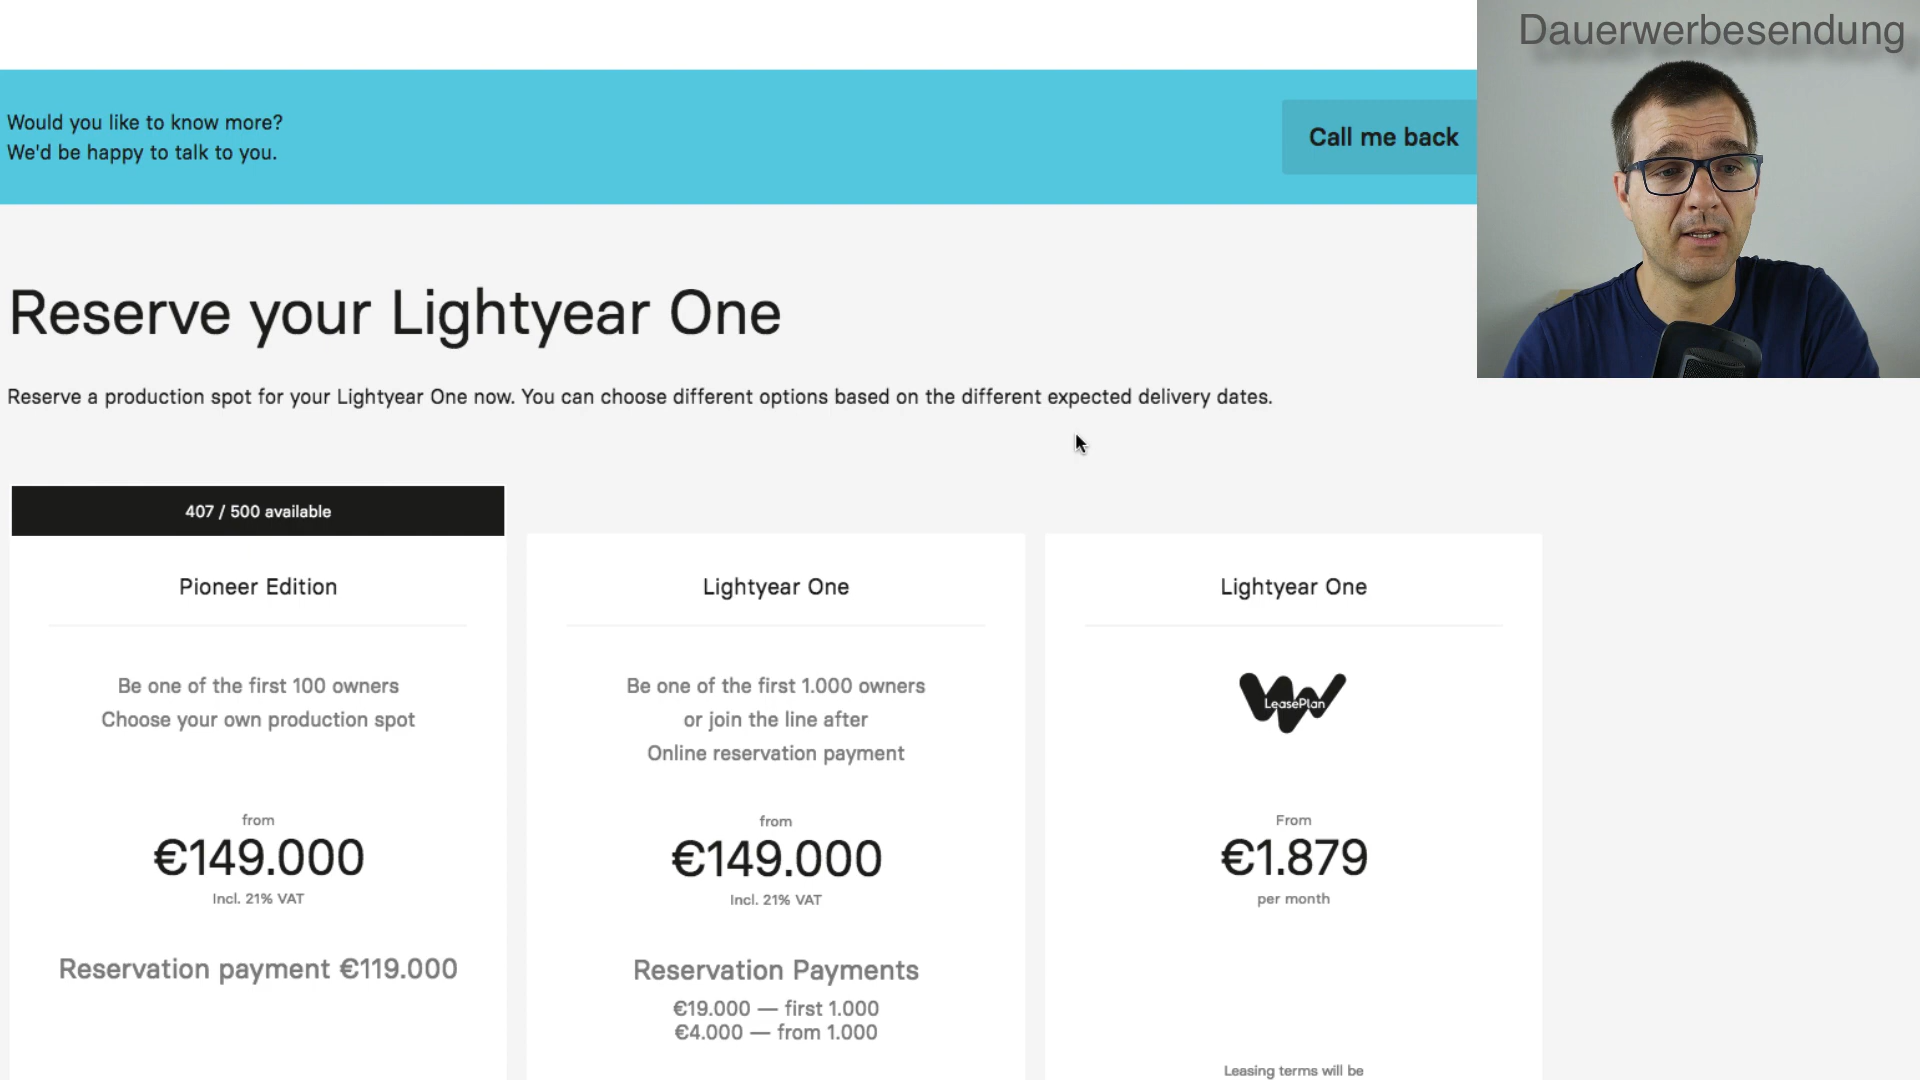 Dauerwerbesendung
Would you like to know more?
We'd be happy to talk to you.
Call me back
Reserve your Lightyear One
Reserve a production spot for your Lightyear One now. You can choose different options based on the different expected delivery dates.
407 / 500 available
Pioneer Edition
Be one of the first 100 owners
Choose your own production spot
from
€149.000
Incl. 21% VAT
Reservation payment €119.000
Lightyear One
Be one of the first 1.000 owners
or join the line after
Online reservation payment
from
€149.000
Incl. 21% VAT
Reservation Payments
€19.000 — first 1.000
€4.000 — from 1.000
Lightyear One
LeasePlan
From
€1.879
per month
Leasing terms will be